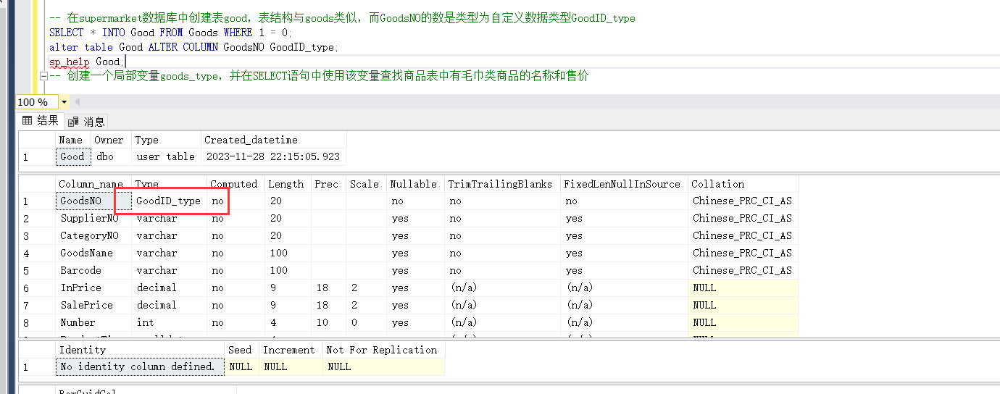 -- 在supermarket数据库中创建表good，表结构与goods类似，而GoodsNO的数是类型为自定义数据类型GoodID_type
SELECT * INTO Good FROM Goods WHERE 1 = 0;
alter table Good ALTER COLUMN GoodsNO GoodID_type;
sp_help Good;
-- 创建一个局部变量goods_type，并在SELECT语句中使用该变量查找商品表中有毛巾类商品的名称和售价
100 %
结果 消息
Name Owner Type Created_datetime
1 Good dbo user table 2023-11-28 22:15:05.923
Column_name Type Computed Length Prec Scale Nullable TrimTrailingBlanks FixedLenNullInSource Collation
1 GoodsNO GoodID_type no 20 no no no Chinese_PRC_CI_AS
2 SupplierNO varchar no 20 yes no yes Chinese_PRC_CI_AS
3 CategoryNO varchar no 20 yes no yes Chinese_PRC_CI_AS
4 GoodsName varchar no 100 yes no yes Chinese_PRC_CI_AS
5 Barcode varchar no 100 yes no yes Chinese_PRC_CI_AS
6 InPrice decimal no 9 18 2 yes (n/a) (n/a) NULL
7 SalePrice decimal no 9 18 2 yes (n/a) (n/a) NULL
8 Number int no 4 10 0 yes (n/a) (n/a) NULL
Identity Seed Increment Not For Replication
1 No identity column defined. NULL NULL NULL